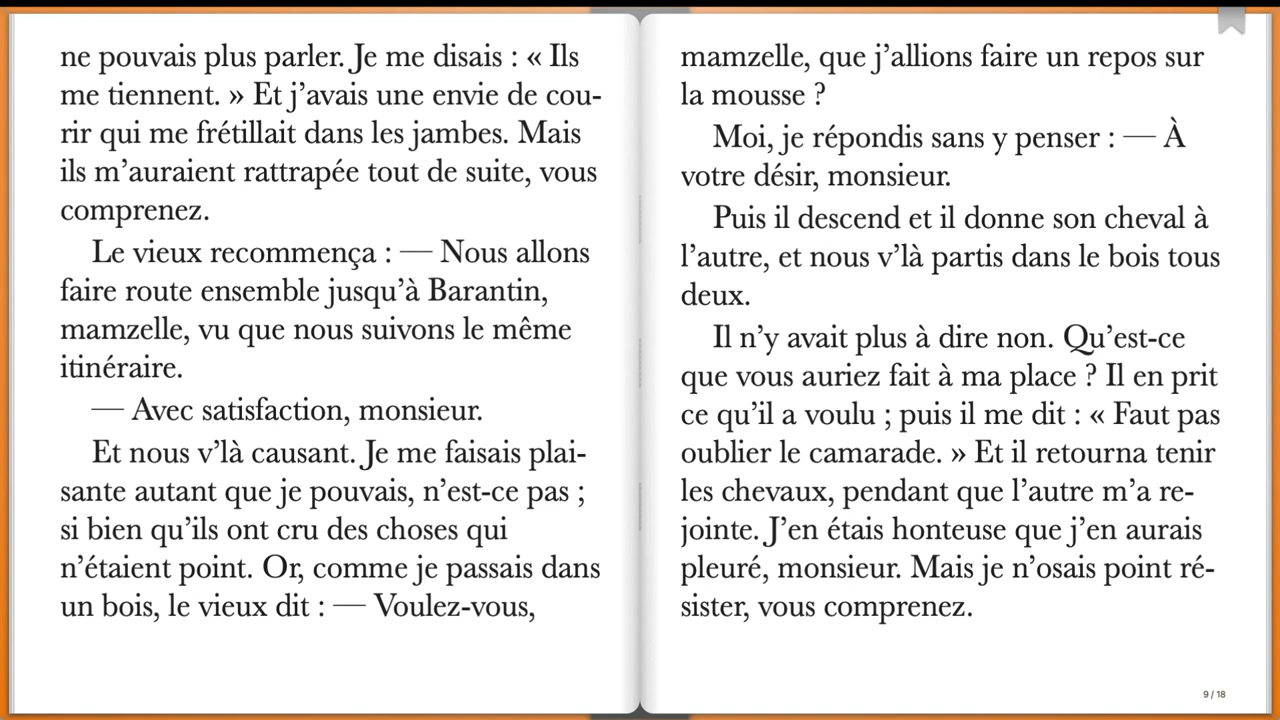 ne pouvais plus parler. Je me disais : « Ils
me tiennent. » Et j’avais une envie de cou-
rir qui me frétillait dans les jambes. Mais
ils m’auraient rattrapée tout de suite, vous
comprenez.
Le vieux recommença : — Nous allons
faire route ensemble jusqu’à Barantin,
mamzelle, vu que nous suivons le même
itinéraire.
— Avec satisfaction, monsieur.
Et nous v’là causant. Je me faisais plai-
sante autant que je pouvais, n’est-ce pas ;
si bien qu’ils ont cru des choses qui
n’étaient point. Or, comme je passais dans
un bois, le vieux dit : — Voulez-vous,
mamzelle, que j’allions faire un repos sur
la mousse ?
Moi, je répondis sans y penser : — À
votre désir, monsieur.
Puis il descend et il donne son cheval à
l’autre, et nous v’là partis dans le bois tous
deux.
Il n’y avait plus à dire non. Qu’est-ce
que vous auriez fait à ma place ? Il en prit
ce qu’il a voulu ; puis il me dit : « Faut pas
oublier le camarade. » Et il retourna tenir
les chevaux, pendant que l’autre m’a re-
jointe. J’en étais honteuse que j’en aurais
pleuré, monsieur. Mais je n’osais point ré-
sister, vous comprenez.
9 / 18